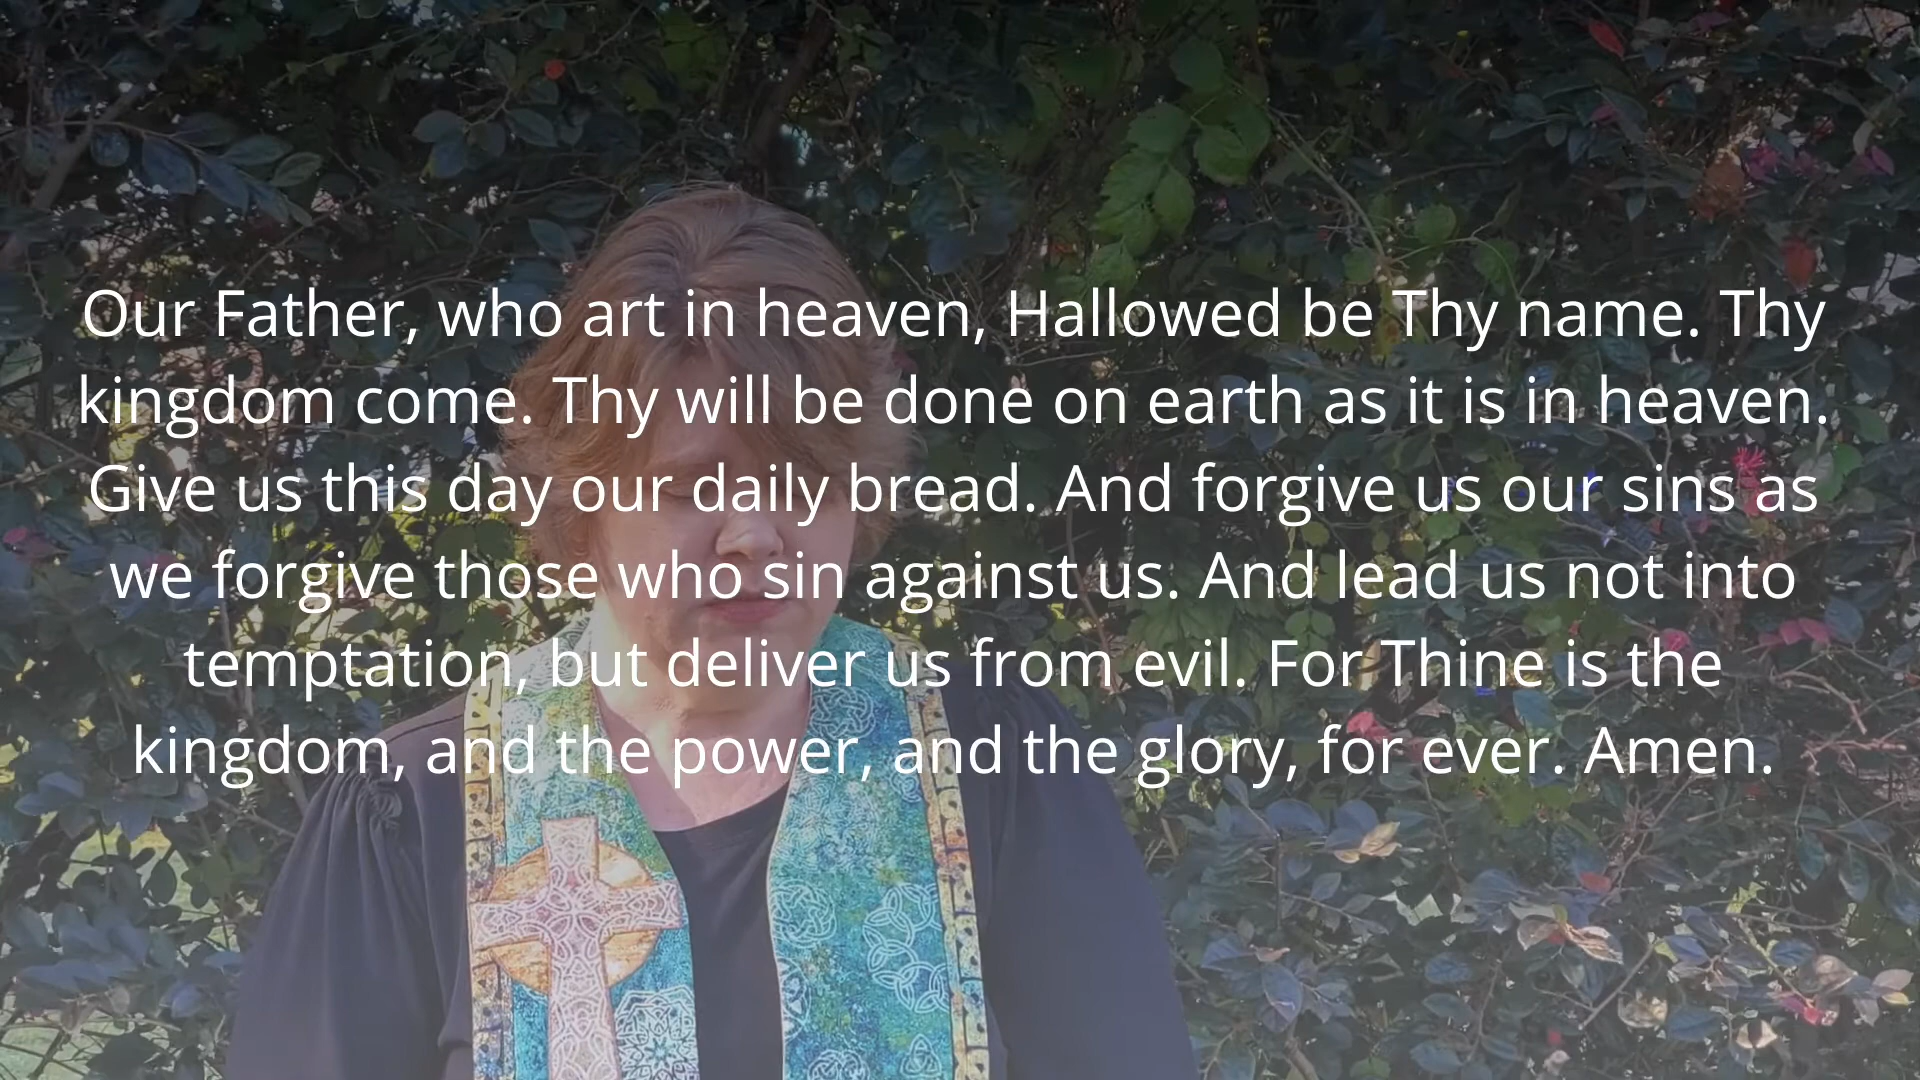 Our Father, who art in heaven, Hallowed be Thy name. Thy
kingdom come. Thy will be done on earth as it is in heaven.
Give us this day our daily bread. And forgive us our sins as
we forgive those who sin against us. And lead us not into
temptation, but deliver us from evil. For Thine is the
kingdom, and the power, and the glory, for ever. Amen.